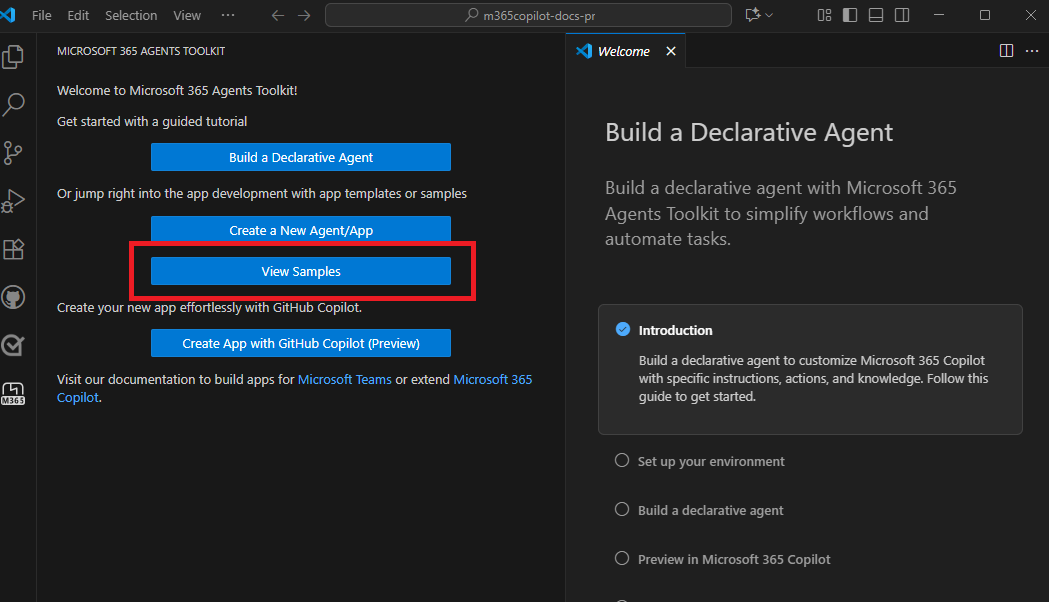 File Edit Selection View ··· m365copilot-docs-pr
MICROSOFT 365 AGENTS TOOLKIT
Welcome to Microsoft 365 Agents Toolkit!
Get started with a guided tutorial
Build a Declarative Agent
Or jump right into the app development with app templates or samples
Create a New Agent/App
View Samples
Create your new app effortlessly with GitHub Copilot.
Create App with GitHub Copilot (Preview)
Visit our documentation to build apps for Microsoft Teams or extend Microsoft 365
Copilot.
M365
Welcome
Build a Declarative Agent
Build a declarative agent with Microsoft 365
Agents Toolkit to simplify workflows and
automate tasks.
Introduction
Build a declarative agent to customize Microsoft 365 Copilot
with specific instructions, actions, and knowledge. Follow this
guide to get started.
Set up your environment
Build a declarative agent
Preview in Microsoft 365 Copilot